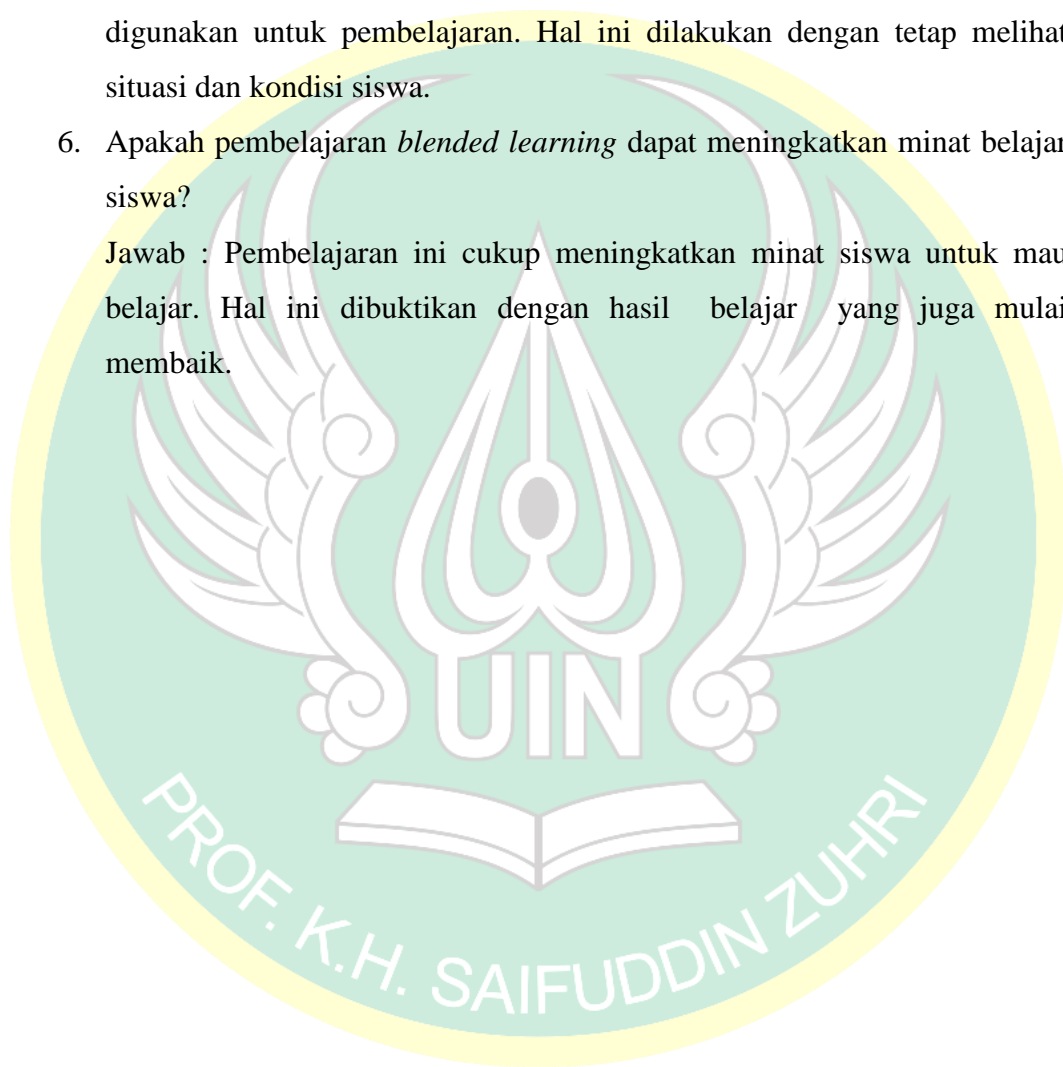 digunakan untuk pembelajaran. Hal ini dilakukan dengan tetap melihat
situasi dan kondisi siswa.
6. Apakah pembelajaran blended learning dapat meningkatkan minat belajar
siswa?
Jawab : Pembelajaran ini cukup meningkatkan minat siswa untuk mau
belajar. Hal ini dibuktikan dengan hasil belajar yang juga mulai
membaik.
UIN
PROF. K.H. SAIFUDDIN ZUHRI